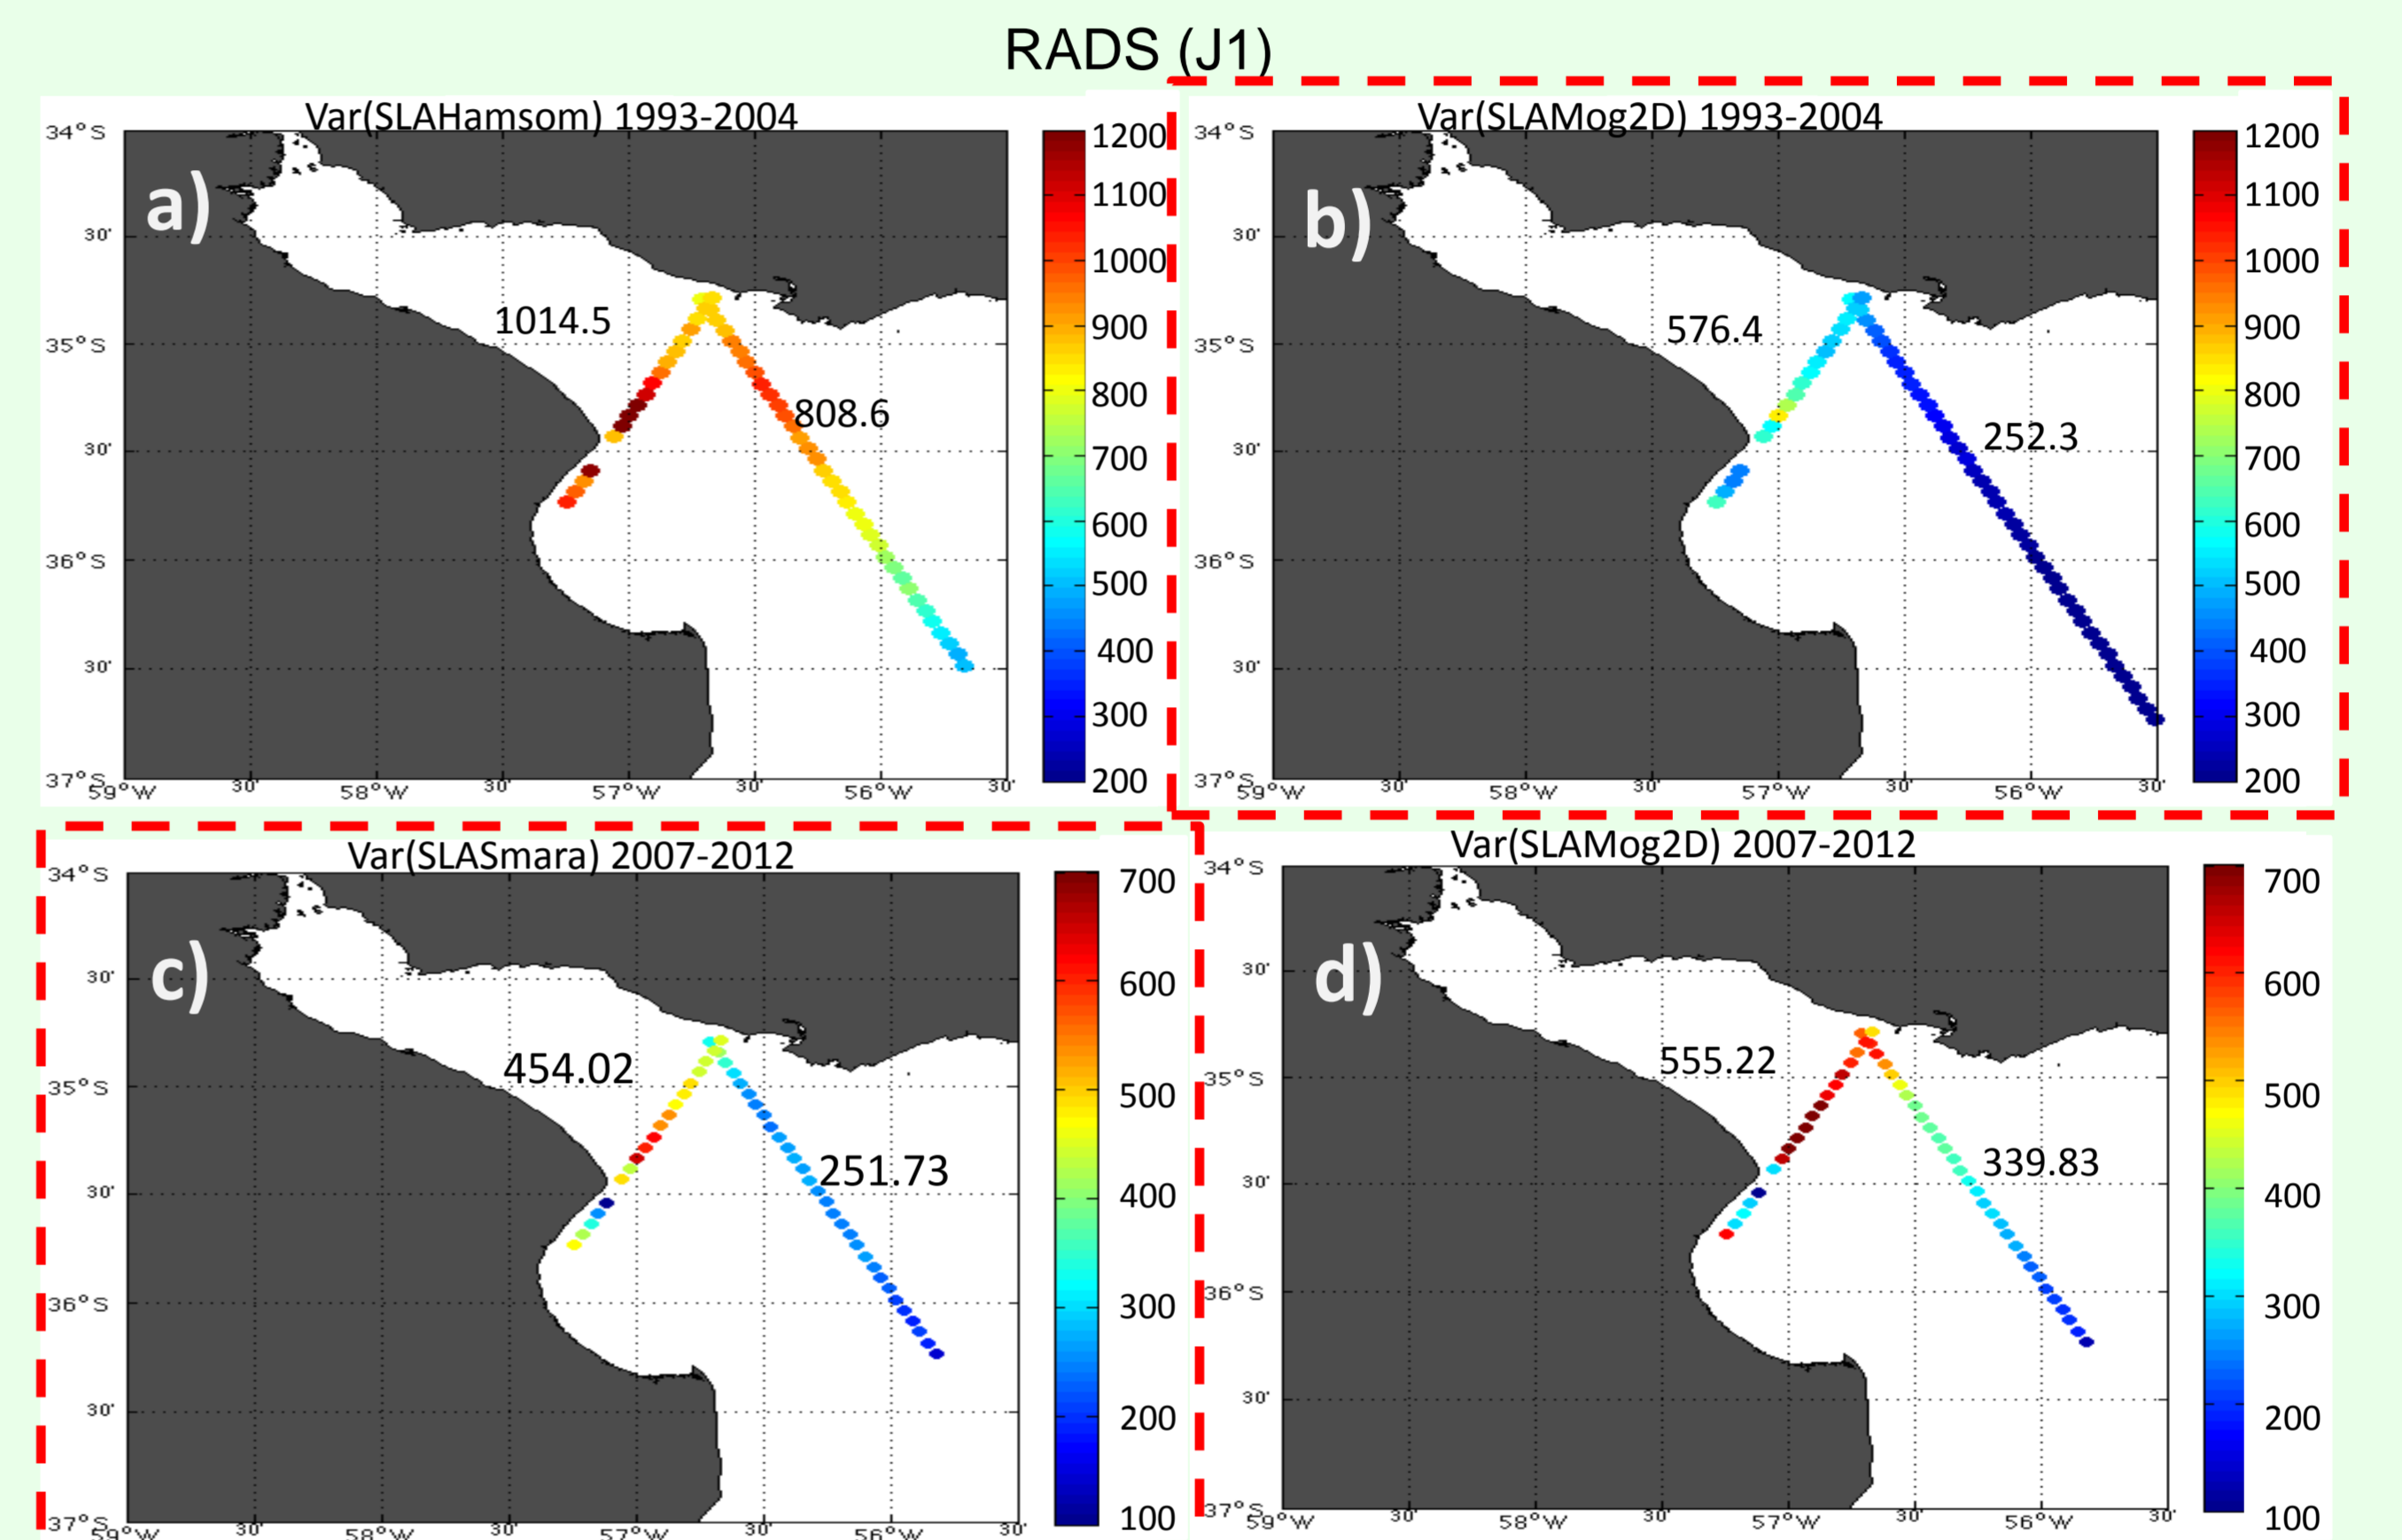 RADS (J1)
Var(SLAHamsom) 1993-2004
34°S
30'
35°S
30'
36°S
30'
37°S
59°W
30'
58°W
30'
57°W
30'
56°W
30'
a)
1014.5
808.6
1200
1100
1000
900
800
700
600
500
400
300
200
Var(SLAMog2D) 1993-2004
34°S
30'
35°S
30'
36°S
30'
37°S
59°W
30'
58°W
30'
57°W
30'
56°W
30'
b)
576.4
252.3
1200
1100
1000
900
800
700
600
500
400
300
200
Var(SLASmara) 2007-2012
34°S
30'
35°S
30'
36°S
30'
37°S
59°W
30'
58°W
30'
57°W
30'
56°W
30'
c)
454.02
251.73
700
600
500
400
300
200
100
Var(SLAMog2D) 2007-2012
34°S
30'
35°S
30'
36°S
30'
37°S
59°W
30'
58°W
30'
57°W
30'
56°W
30'
d)
555.22
339.83
700
600
500
400
300
200
100